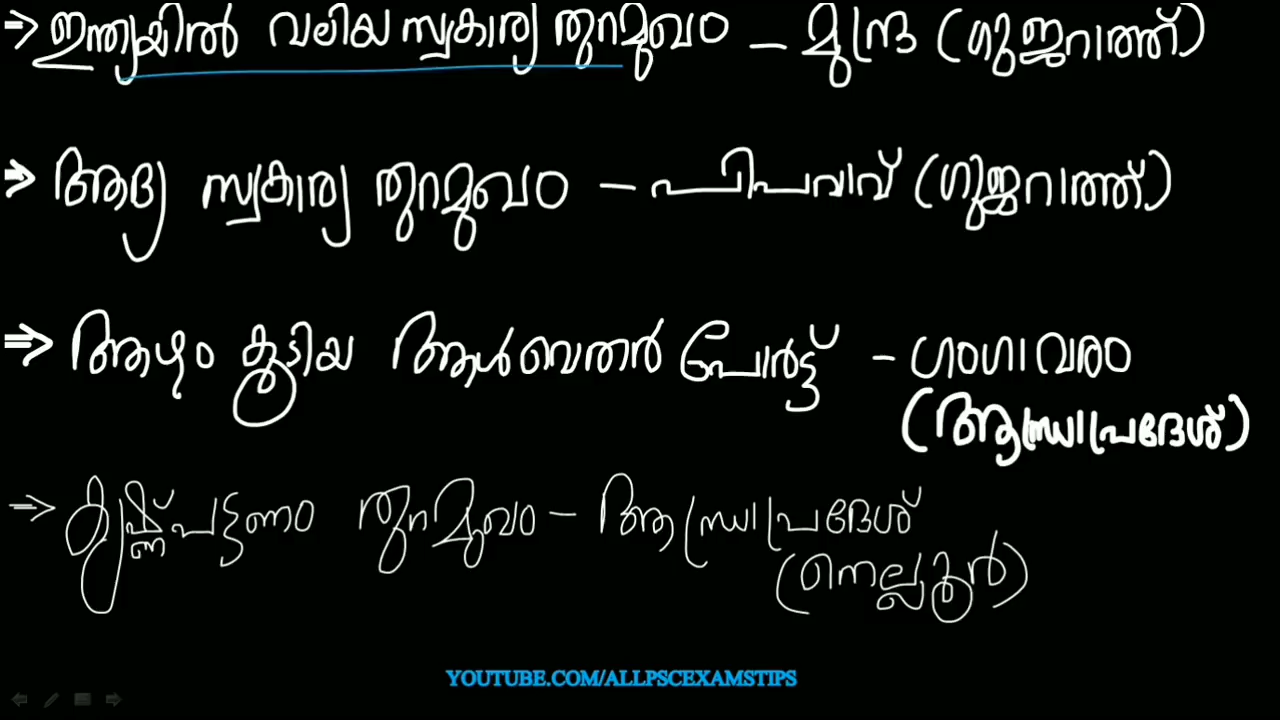 ⇒ ഇന്ത്യയിൽ വലിയ സ്വകാര്യ തുറമുഖം – മുന്ദ്ര (ഗുജറാത്ത്)
⇒ ആദ്യ സ്വകാര്യ തുറമുഖം – പിപവാവ് (ഗുജറാത്ത്)
⇒ ആഴം കൂടിയ ആൾവെതർ പോർട്ട് – ഗംഗാവരം
(ആന്ധ്രാപ്രദേശ്)
⇒ കൃഷ്ണപട്ടണം തുറമുഖം – ആന്ധ്രാപ്രദേശ്
(നെല്ലൂർ)
YOUTUBE.COM/ALLPSCEXAMSTIPS